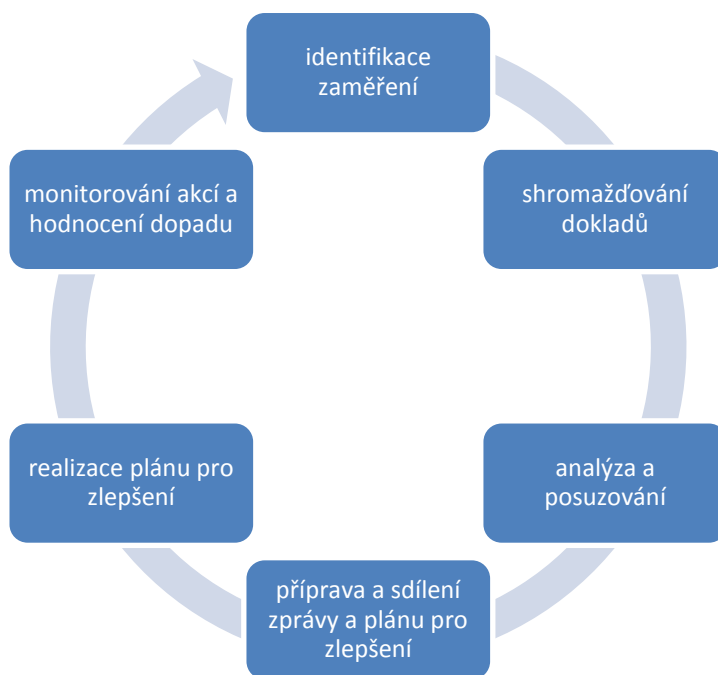 identifikace
zaměření
shromažďování
dokladů
analýza a
posuzování
příprava a sdílení
zprávy a plánu pro
zlepšení
realizace plánu pro
zlepšení
monitorování akcí a
hodnocení dopadu